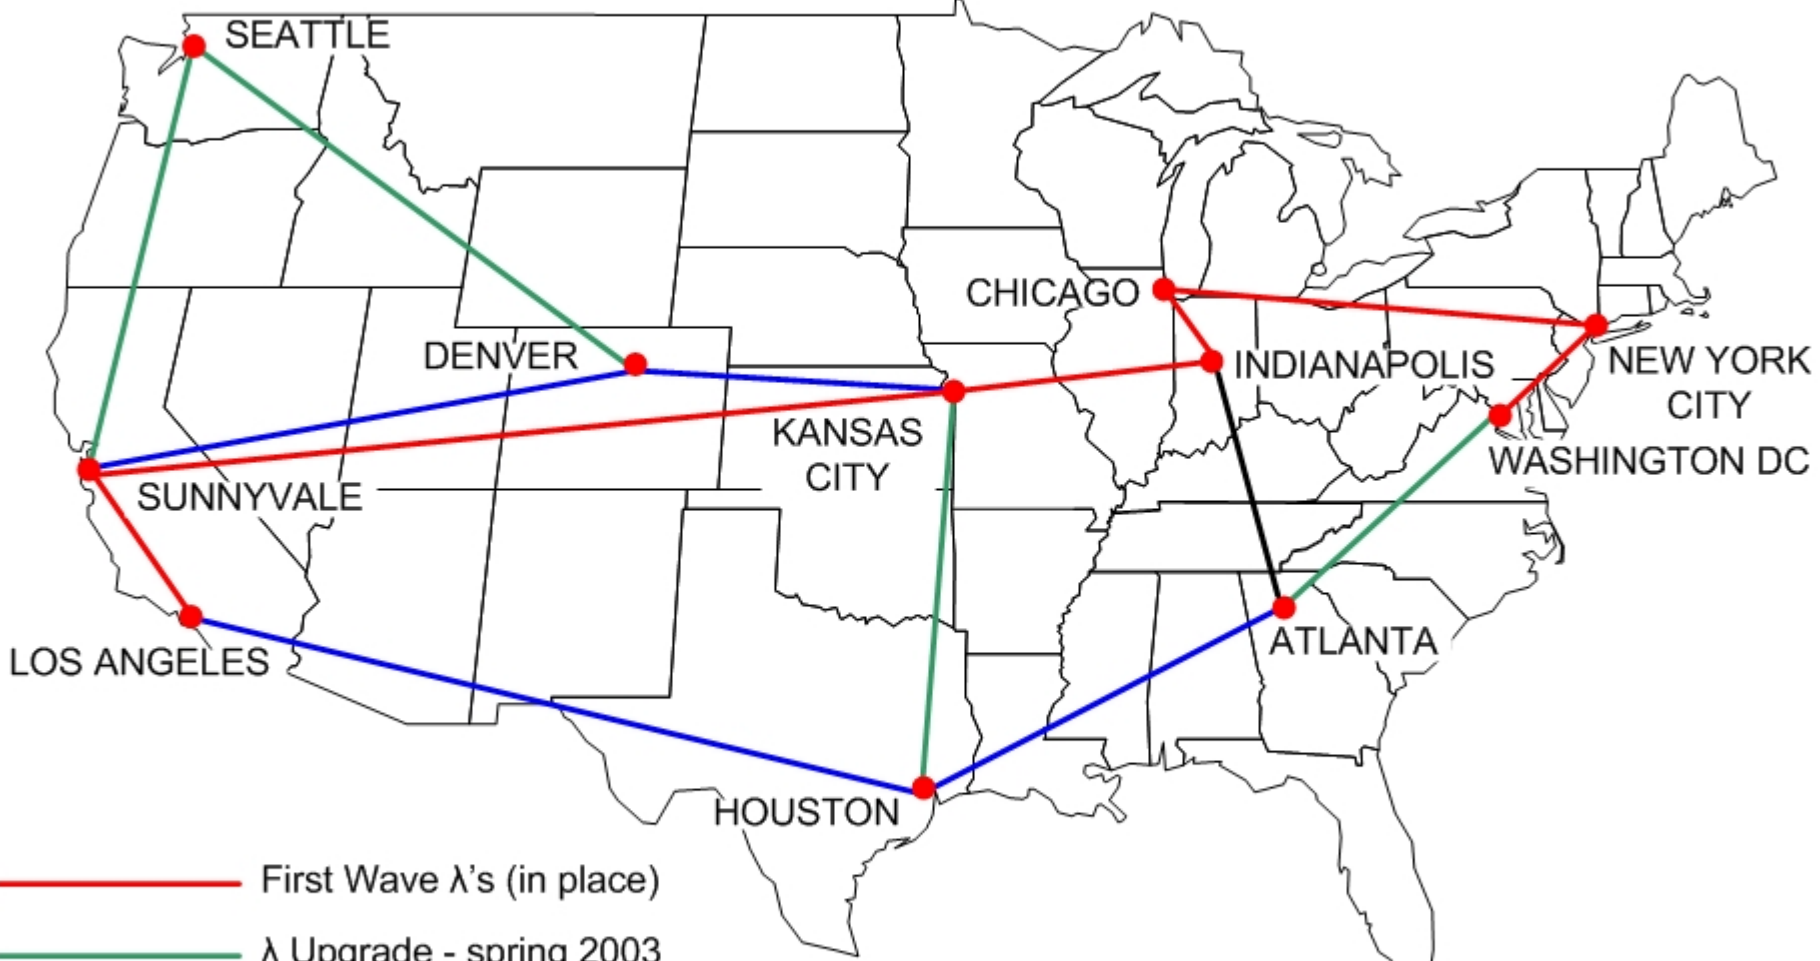 SEATTLE
CHICAGO
DENVER
INDIANAPOLIS
NEW YORK
CITY
KANSAS
CITY
WASHINGTON DC
SUNNYVALE
ATLANTA
LOS ANGELES
HOUSTON
First Wave λ's (in place)
λ Upgrade - spring 2003